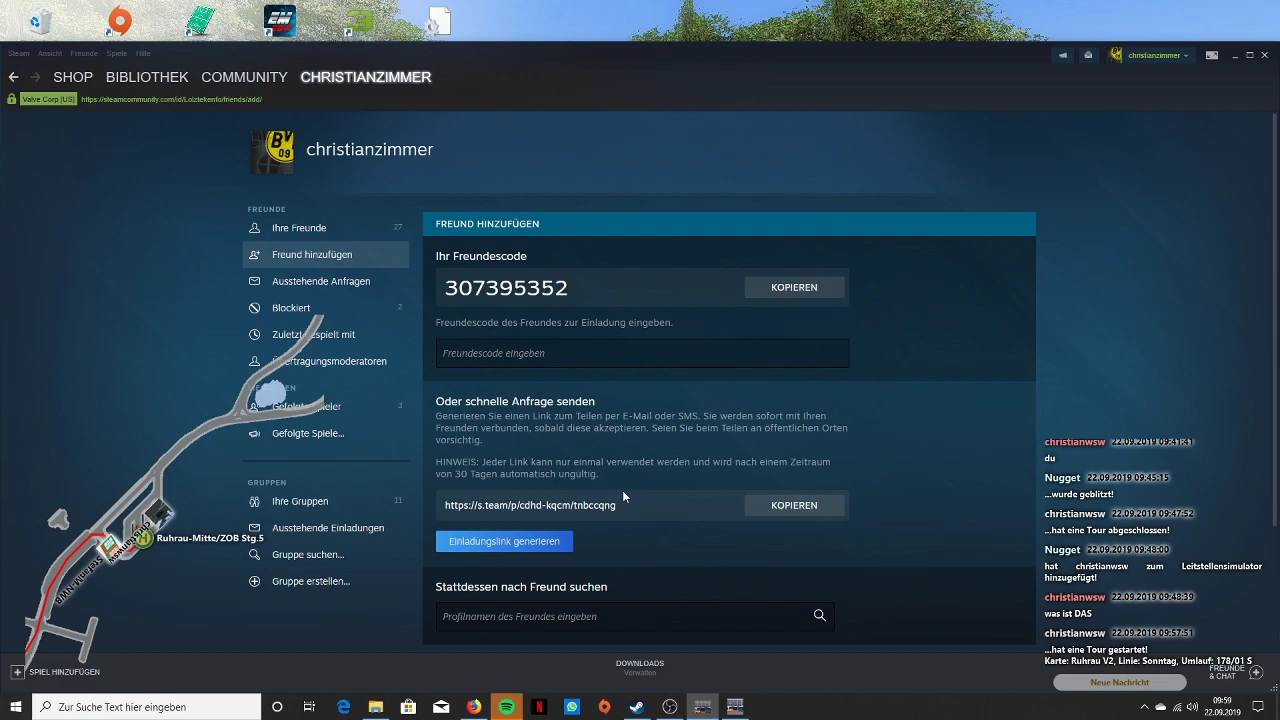 Steam Ansicht Freunde Spiele Hilfe
christianzimmer
SHOP BIBLIOTHEK COMMUNITY CHRISTIANZIMMER
Valve Corp [US] https://steamcommunity.com/id/Lolztekenfo/friends/add/
christianzimmer
FREUNDE
Ihre Freunde 27
Freund hinzufügen
Ausstehende Anfragen
Blockiert 2
Zuletzt gespielt mit
Übertragungsmoderatoren
Gefolgte Spieler 3
Gefolgte Spiele...
GRUPPEN
Ihre Gruppen 11
Ausstehende Einladungen
Gruppe suchen...
Gruppe erstellen...
FREUND HINZUFÜGEN
Ihr Freundescode
307395352 KOPIEREN
Freundescode des Freundes zur Einladung eingeben.
Freundescode eingeben
Oder schnelle Anfrage senden
Generieren Sie einen Link zum Teilen per E-Mail oder SMS. Sie werden sofort mit Ihren
Freunden verbunden, sobald diese akzeptieren. Seien Sie beim Teilen an öffentlichen Orten
vorsichtig.
HINWEIS: Jeder Link kann nur einmal verwendet werden und wird nach einem Zeitraum
von 30 Tagen automatisch ungültig.
https://s.team/p/cdhd-kqcm/tnbccqng KOPIEREN
Einladungslink generieren
Stattdessen nach Freund suchen
Profilnamen des Freundes eingeben
Ruhrau-Mitte/ZOB Stg.5
christianwsw
christianwsw 22.09.2019 09:41:41
du
Nugget 22.09.2019 09:45:15
...wurde geblitzt!
christianwsw 22.09.2019 09:47:52
...hat eine Tour abgeschlossen!
Nugget 22.09.2019 09:48:00
hat christianwsw zum Leitstellensimulator
hinzugefügt!
christianwsw 22.09.2019 09:48:39
was ist DAS
christianwsw 22.09.2019 09:57:51
...hat eine Tour gestartet!
Karte: Ruhrau V2, Linie: Sonntag, Umlauf: 178/01 S
Neue Nachricht
SPIEL HINZUFÜGEN
DOWNLOADS
Verwalten
FREUNDE
& CHAT
Zur Suche Text hier eingeben
09:59
22.09.2019